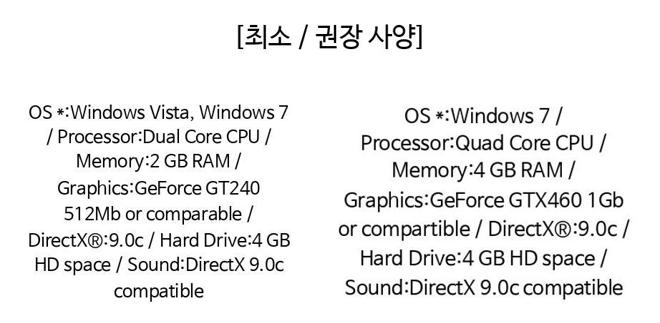 [최소 / 권장 사양]
OS *:Windows Vista, Windows 7
/ Processor:Dual Core CPU /
Memory:2 GB RAM /
Graphics:GeForce GT240
512Mb or comparable /
DirectX®:9.0c / Hard Drive:4 GB
HD space / Sound:DirectX 9.0c
compatible
OS *:Windows 7 /
Processor:Quad Core CPU /
Memory:4 GB RAM /
Graphics:GeForce GTX460 1Gb
or compartible / DirectX®:9.0c /
Hard Drive:4 GB HD space /
Sound:DirectX 9.0c compatible